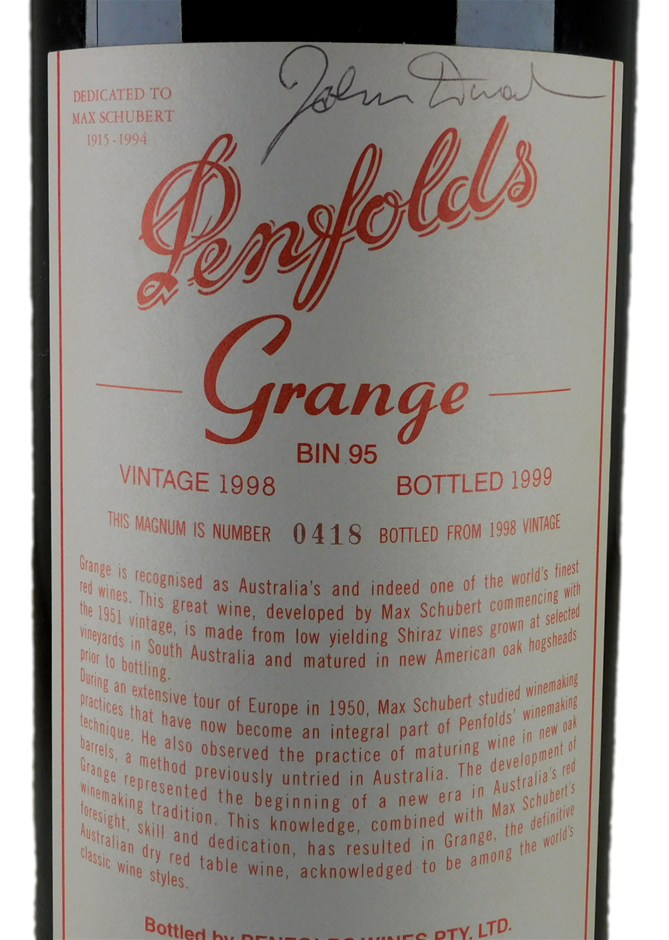 John Duval
DEDICATED TO
MAX SCHUBERT
1915-1994
Penfolds
Grange
BIN 95
VINTAGE 1998 BOTTLED 1999
THIS MAGNUM IS NUMBER 0418 BOTTLED FROM 1998 VINTAGE
Grange is recognised as Australia's and indeed one of the world's finest
red wines. This great wine, developed by Max Schubert commencing with
the 1951 vintage, is made from low yielding Shiraz vines grown at selected
vineyards in South Australia and matured in new American oak hogsheads
prior to bottling.
During an extensive tour of Europe in 1950, Max Schubert studied winemaking
practices that have now become an integral part of Penfolds' winemaking
technique. He also observed the practice of maturing wine in new oak
barrels, a method previously untried in Australia. The development of
Grange represented the beginning of a new era in Australia's red
winemaking tradition. This knowledge, combined with Max Schubert's
foresight, skill and dedication, has resulted in Grange, the definitive
Australian dry red table wine, acknowledged to be among the world's
classic wine styles.
Bottled by PENFOLDS WINES PTY. LTD.